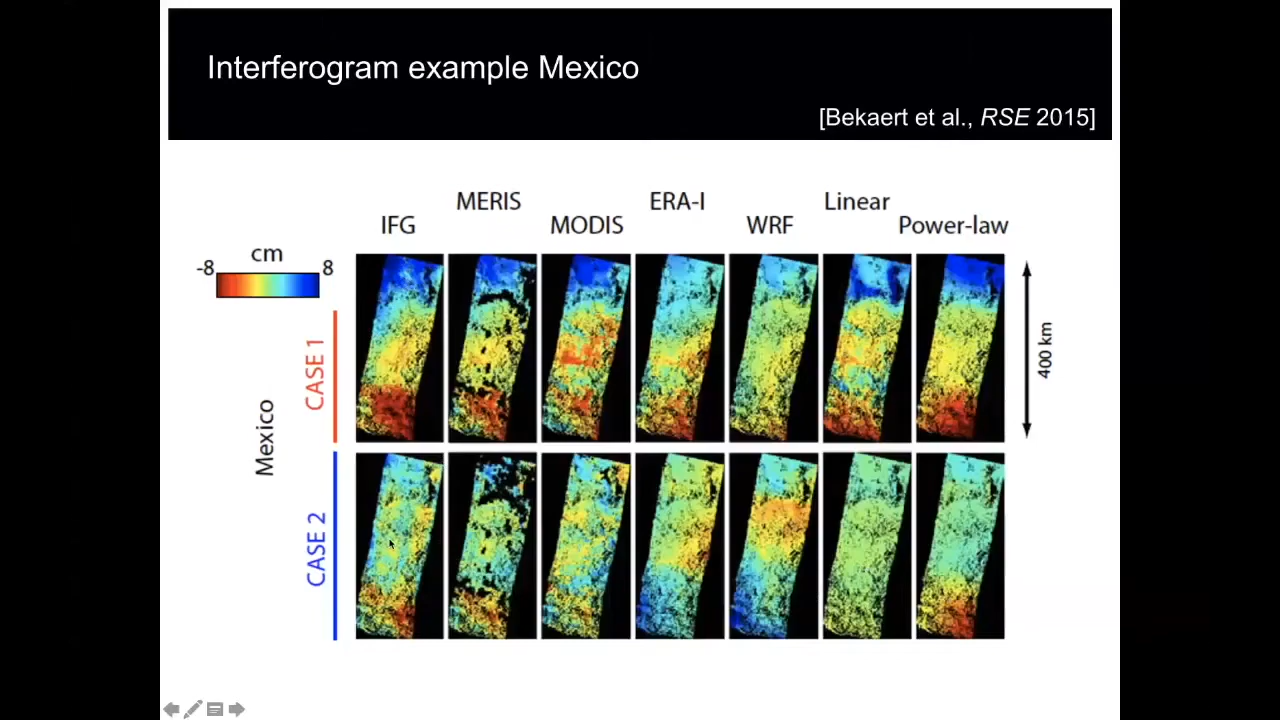 Interferogram example Mexico
[Bekaert et al., RSE 2015]
IFG
MERIS
MODIS
ERA-I
WRF
Linear
Power-law
cm
-8
8
CASE 1
Mexico
CASE 2
400 km